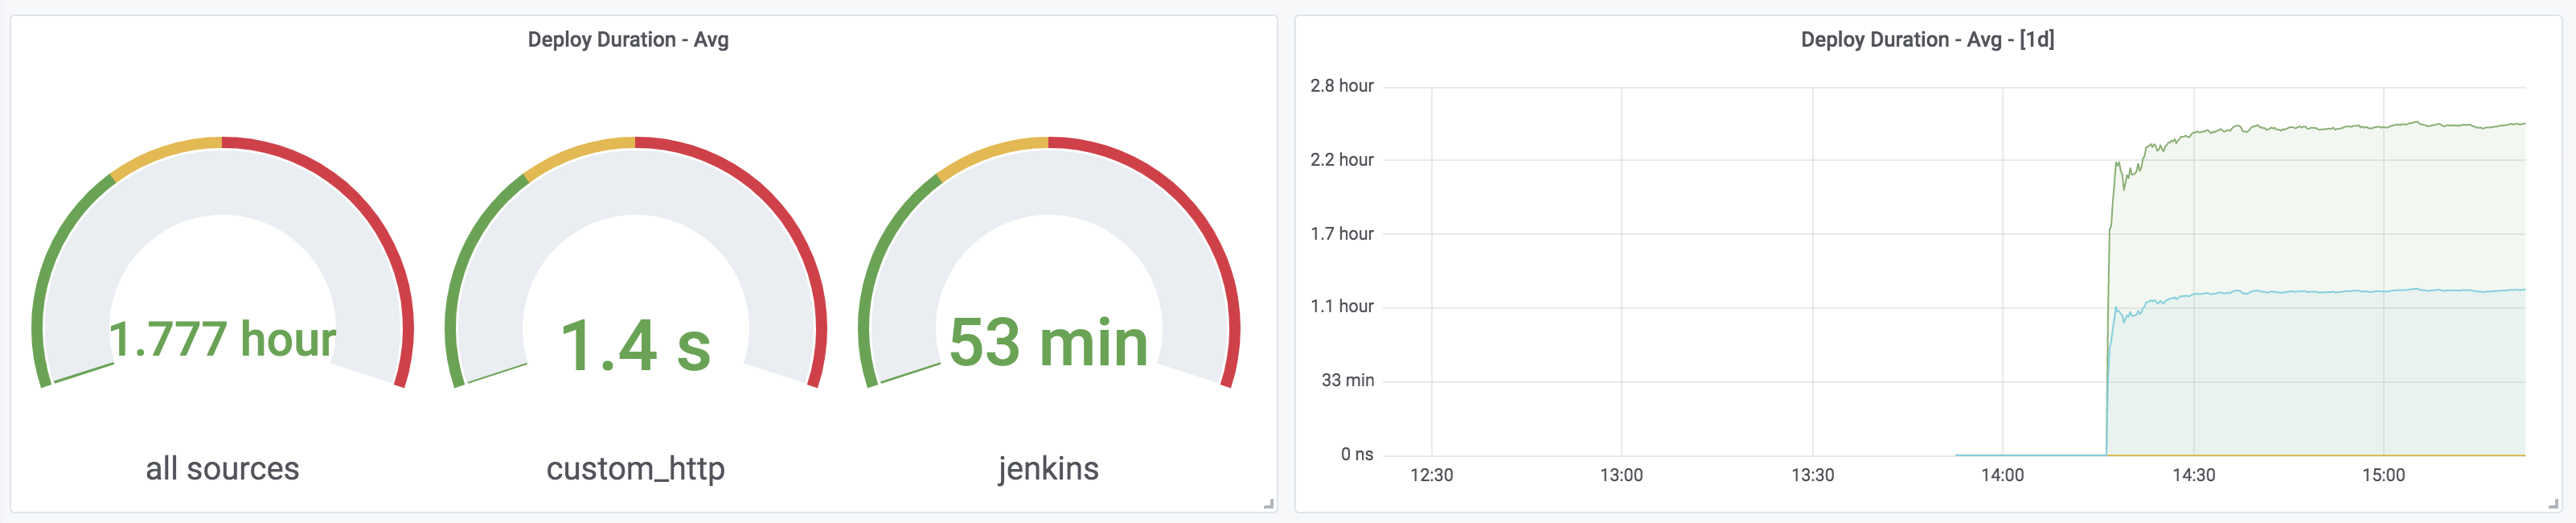 Deploy Duration - Avg
1.777 hour
1.4 s
53 min
all sources
custom_http
jenkins
Deploy Duration - Avg - [1d]
2.8 hour
2.2 hour
1.7 hour
1.1 hour
33 min
0 ns
12:30 13:00 13:30 14:00 14:30 15:00